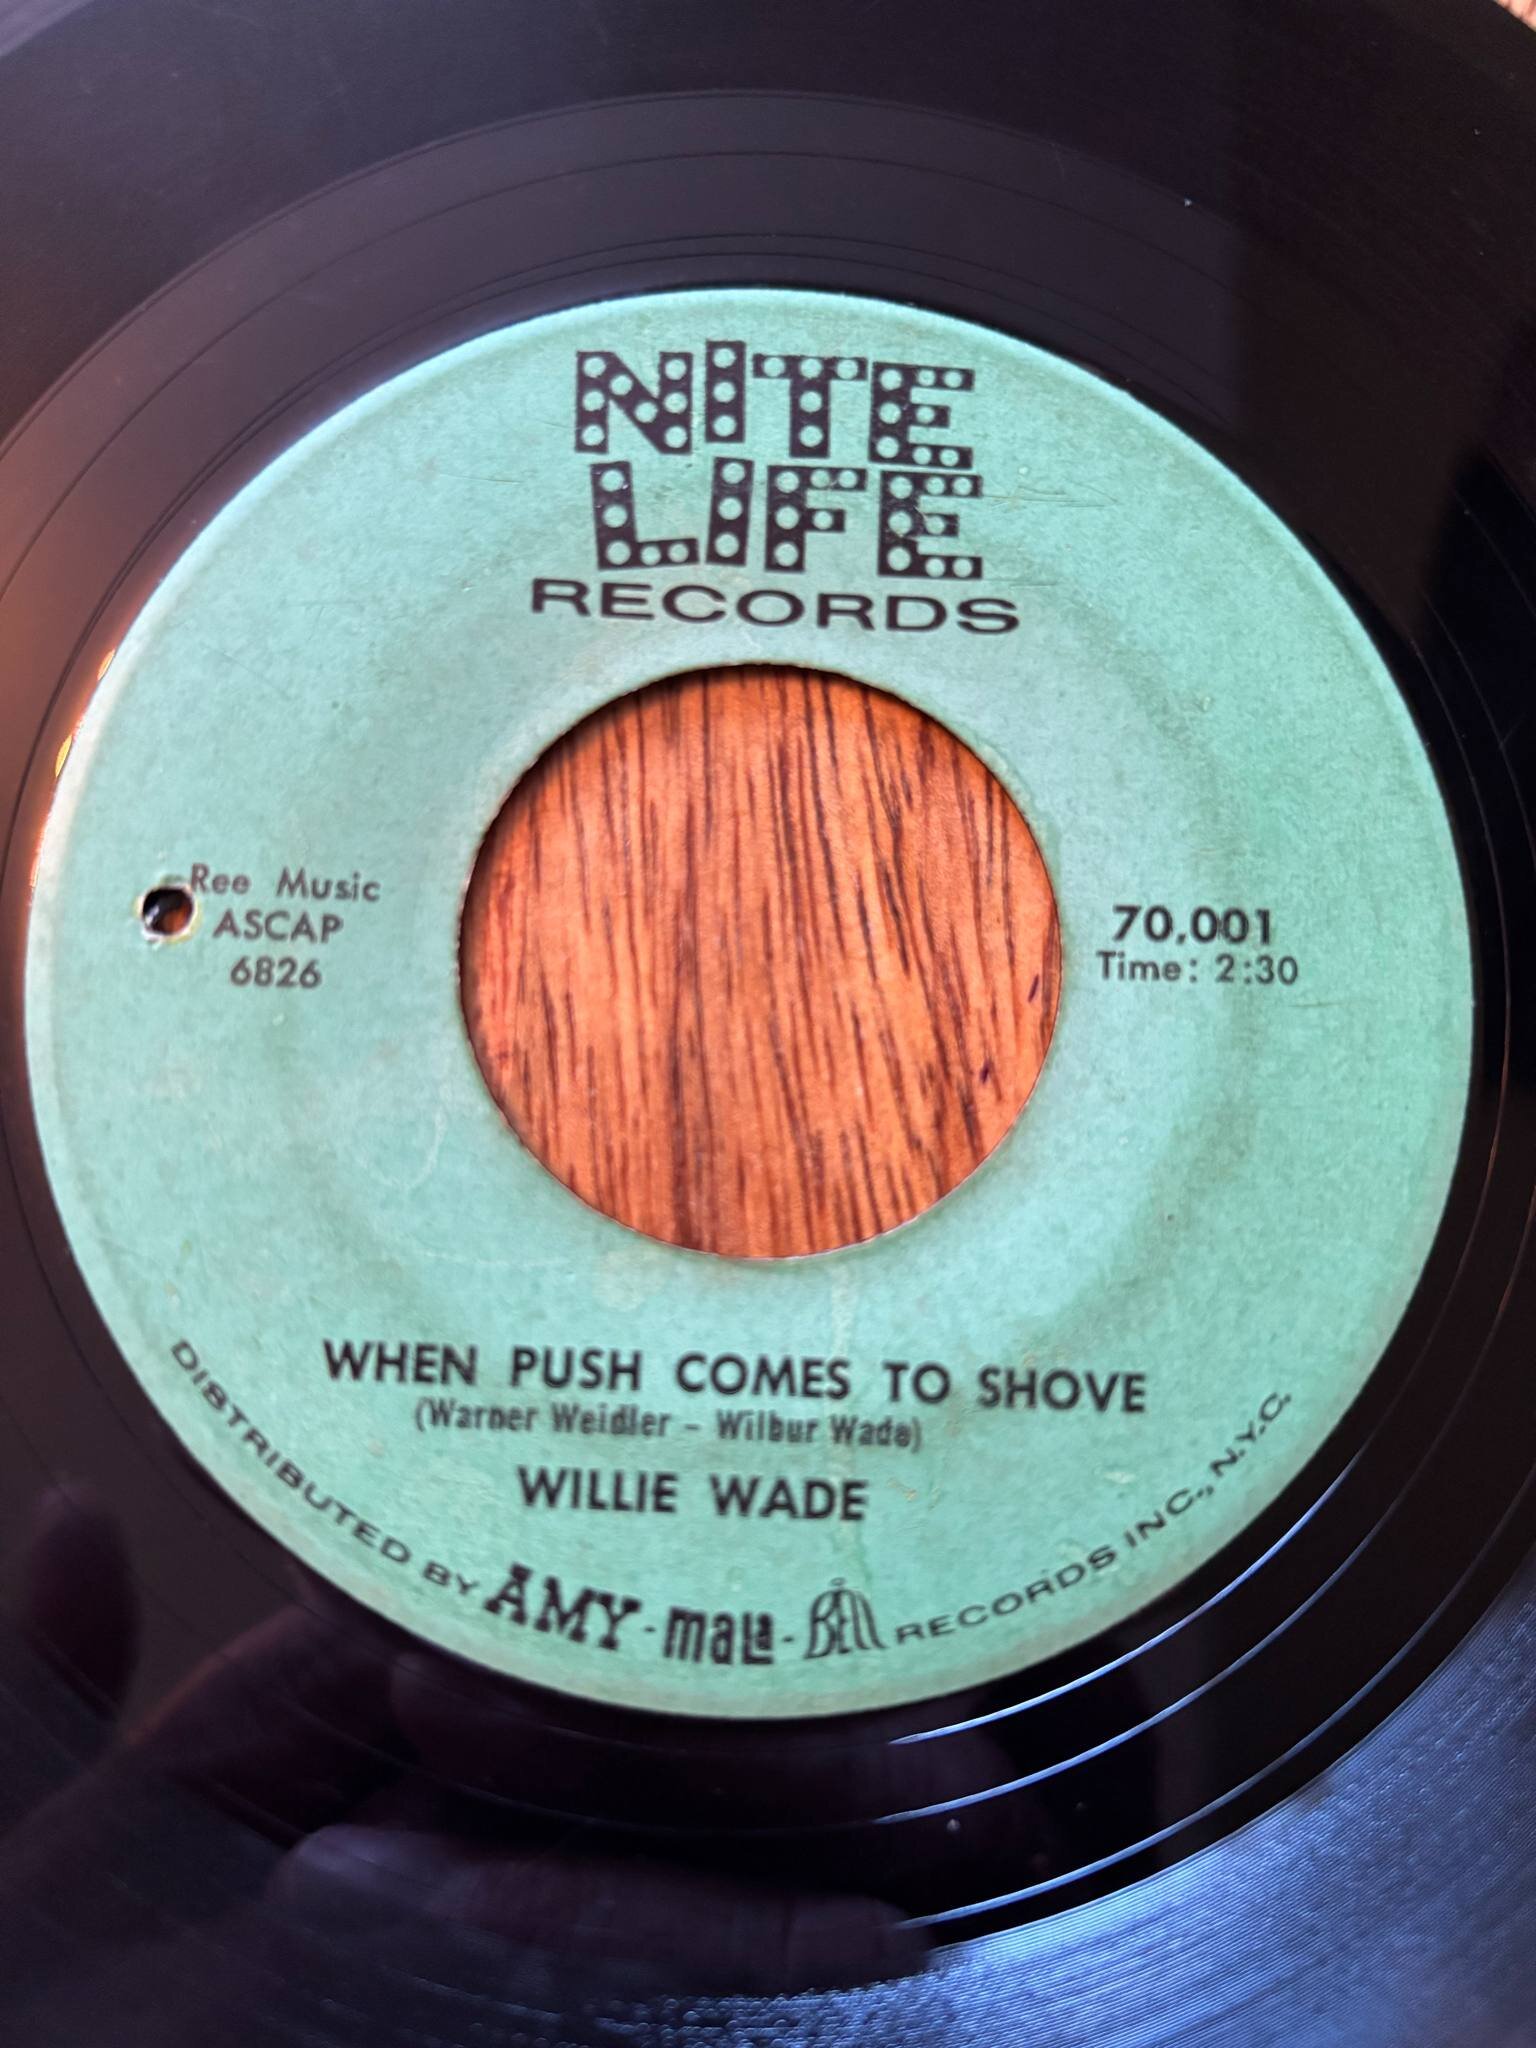 NITE
LIFE
RECORDS
Ree Music
ASCAP
6826
70,001
Time: 2:30
WHEN PUSH COMES TO SHOVE
(Warner Weidler - Wilbur Wade)
WILLIE WADE
DISTRIBUTED BY AMY - mala - BELL RECORDS INC., N.Y.C.